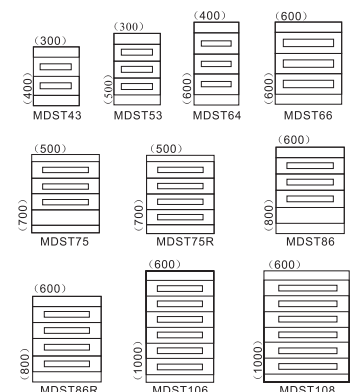 （300）
（400）
MDST43
（300）
（500）
MDST53
（400）
（600）
MDST64
（600）
（600）
MDST66
（500）
（700）
MDST75
（500）
（700）
MDST75R
（600）
（800）
MDST86
（600）
（800）
MDST86R
（600）
（1000）
MDST106
（600）
（1000）
MDST108